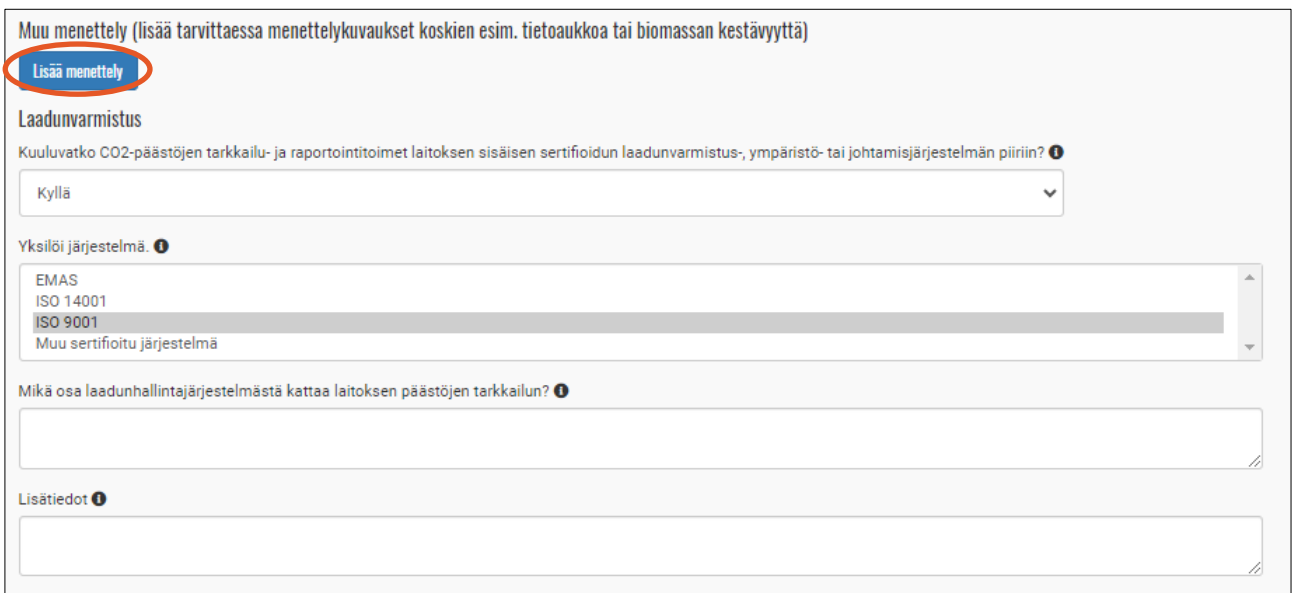 Muu menettely (lisää tarvittaessa menettelykuvaukset koskien esim. tietoaukkoa tai biomassan kestävyyttä)
Lisää menettely
Laadunvarmistus
Kuuluvatko CO2-päästöjen tarkkailu- ja raportointitoimet laitoksen sisäisen sertifioidun laadunvarmistus-, ympäristö- tai johtamisjärjestelmän piiriin?
Kyllä
Yksilöi järjestelmä.
EMAS
ISO 14001
ISO 9001
Muu sertifioitu järjestelmä
Mikä osa laadunhallintajärjestelmästä kattaa laitoksen päästöjen tarkkailun?
Lisätiedot